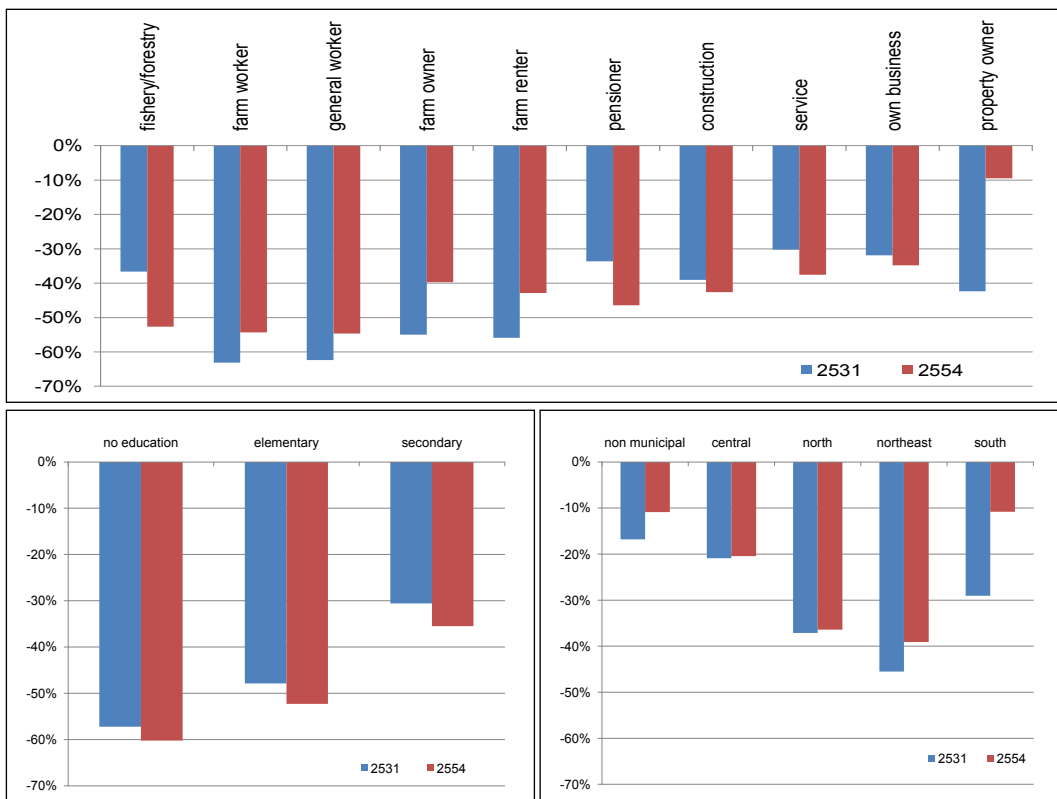 fishery/forestry
farm worker
general worker
farm owner
farm renter
pensioner
construction
service
own business
property owner
0%
-10%
-20%
-30%
-40%
-50%
-60%
-70%
2531 2554
no education elementary secondary
0%
-10%
-20%
-30%
-40%
-50%
-60%
-70%
2531 2554
non municipal central north northeast south
0%
-10%
-20%
-30%
-40%
-50%
-60%
-70%
2531 2554